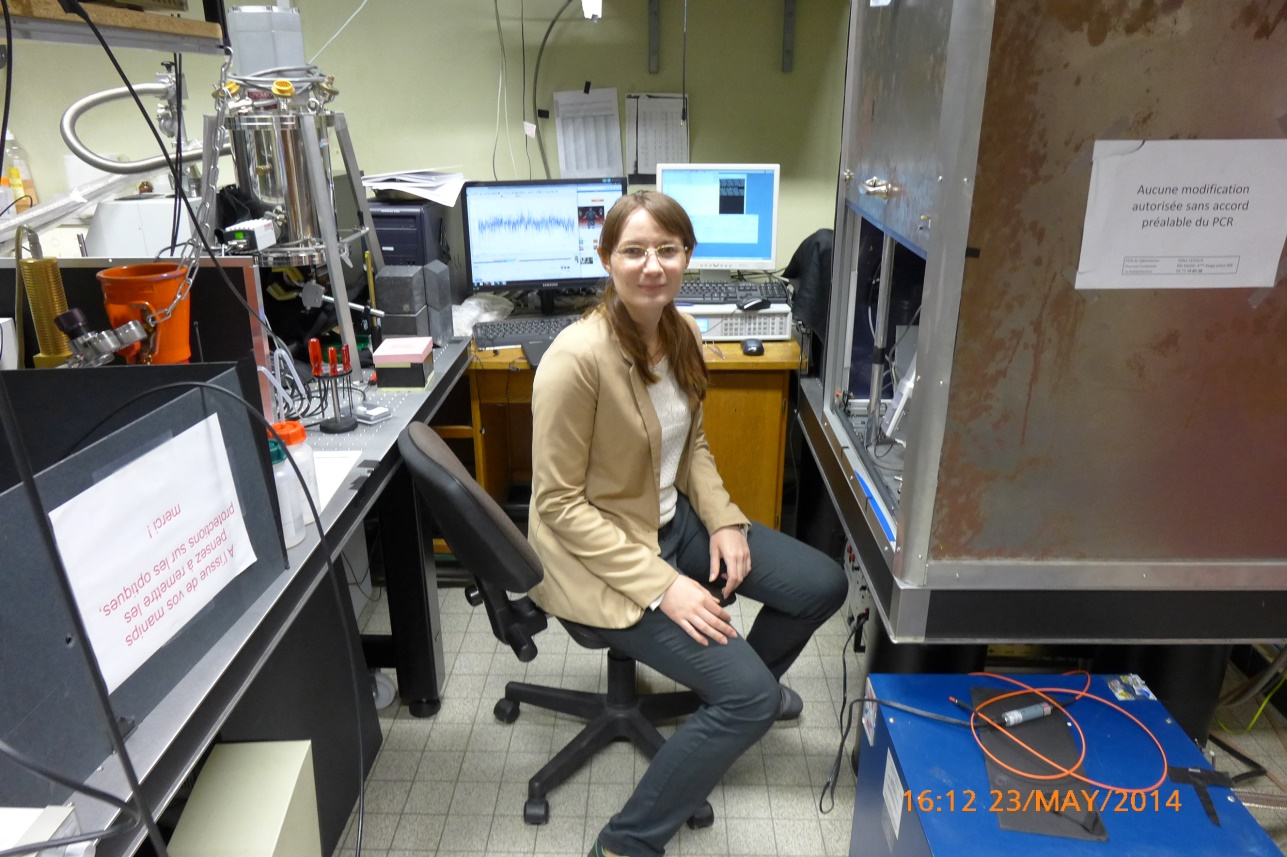 Aucune modification
autorisée sans accord
préalable du PCR
A l'issue de vos manips
pensez à remettre les
protections sur les optiques,
merci !
SAMSUNG
16:12 23/MAY/2014